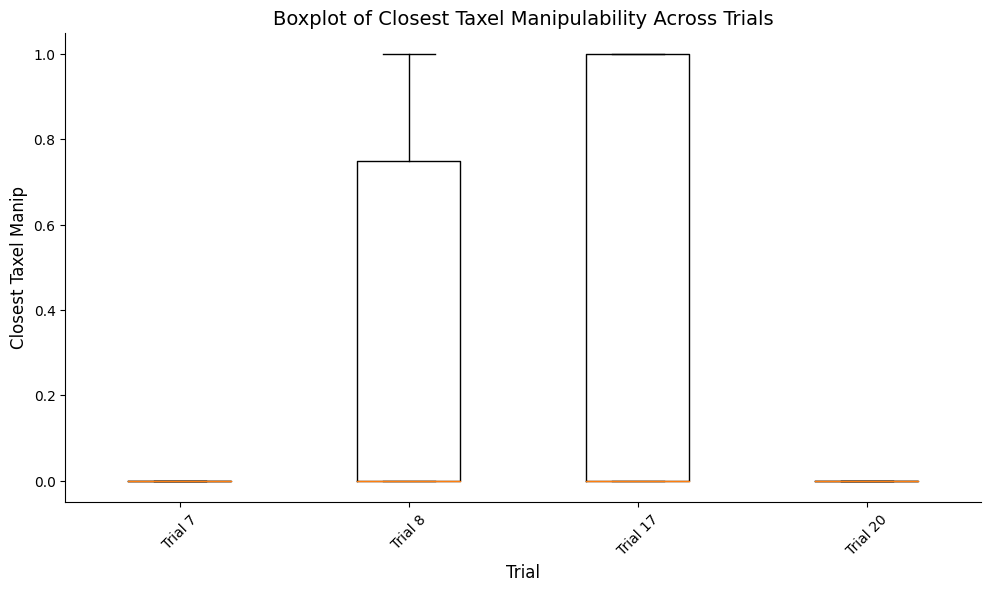 Boxplot of Closest Taxel Manipulability Across Trials
Closest Taxel Manip
1.0
0.8
0.6
0.4
0.2
0.0
Trial 7
Trial 8
Trial 17
Trial 20
Trial